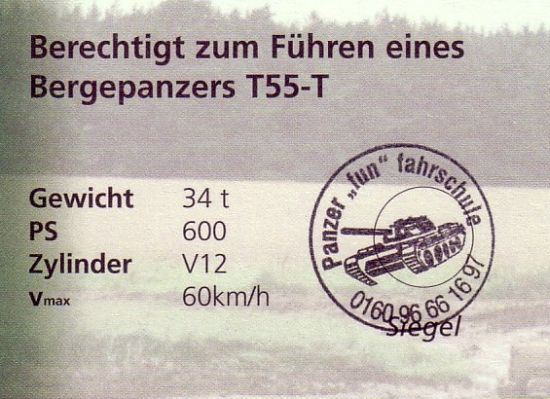 Berechtigt zum Führen eines
Bergepanzers T55-T
Gewicht 34 t
PS 600
Zylinder V12
Vmax 60km/h
Panzer „fun" fahrschule
0160-96 66 16 97
Siegel